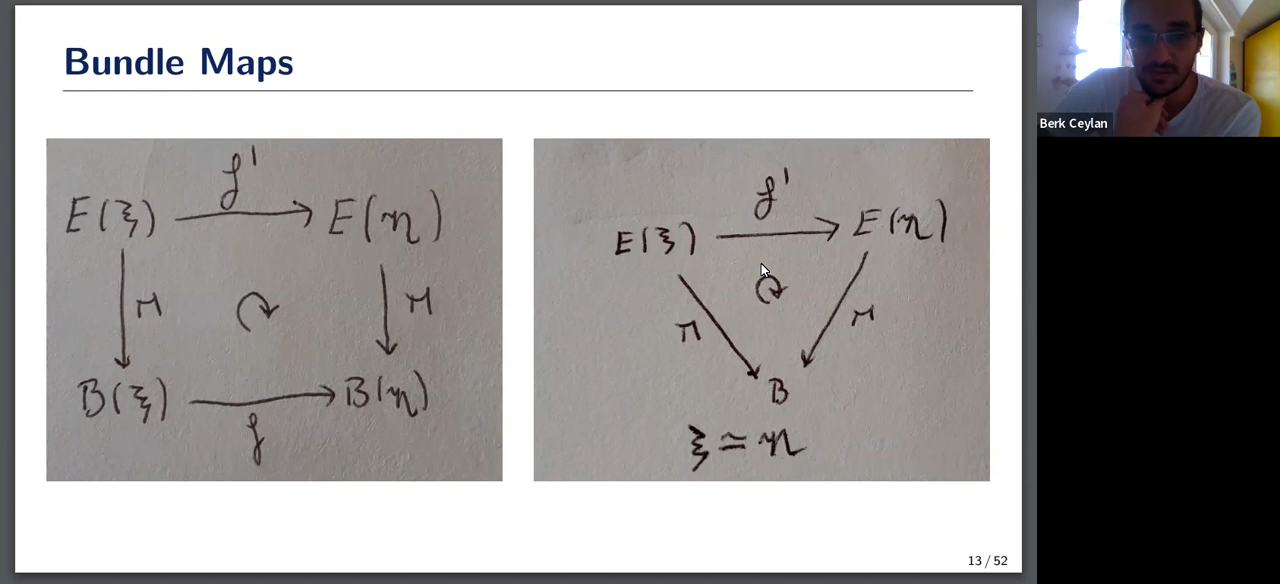 Bundle Maps
f'
E(ξ) → E(η)
π π
B(ξ) → B(η)
f
f'
E(ξ) → E(η)
π π
B
ξ ≃ η
Berk Ceylan
13 / 52